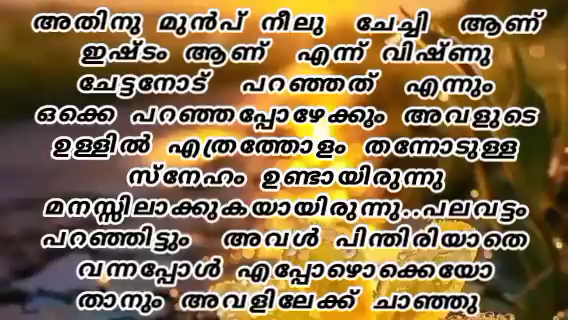 അതിനു മുൻപ് നീലു ചേച്ചി ആണ്
ഇഷ്ടം ആണ് എന്ന് വിഷ്ണു
ചേട്ടനോട് പറഞ്ഞത് എന്നും
ഒക്കെ പറഞ്ഞപ്പോഴേക്കും അവളുടെ
ഉള്ളിൽ എത്രത്തോളം തന്നോടുള്ള
സ്നേഹം ഉണ്ടായിരുന്നു
മനസ്സിലാക്കുകയായിരുന്നു..പലവട്ടം
പറഞ്ഞിട്ടും അവൾ പിന്തിരിയാതെ
വന്നപ്പോൾ എപ്പോഴൊക്കെയോ
താനും അവളിലേക്ക് ചാഞ്ഞു